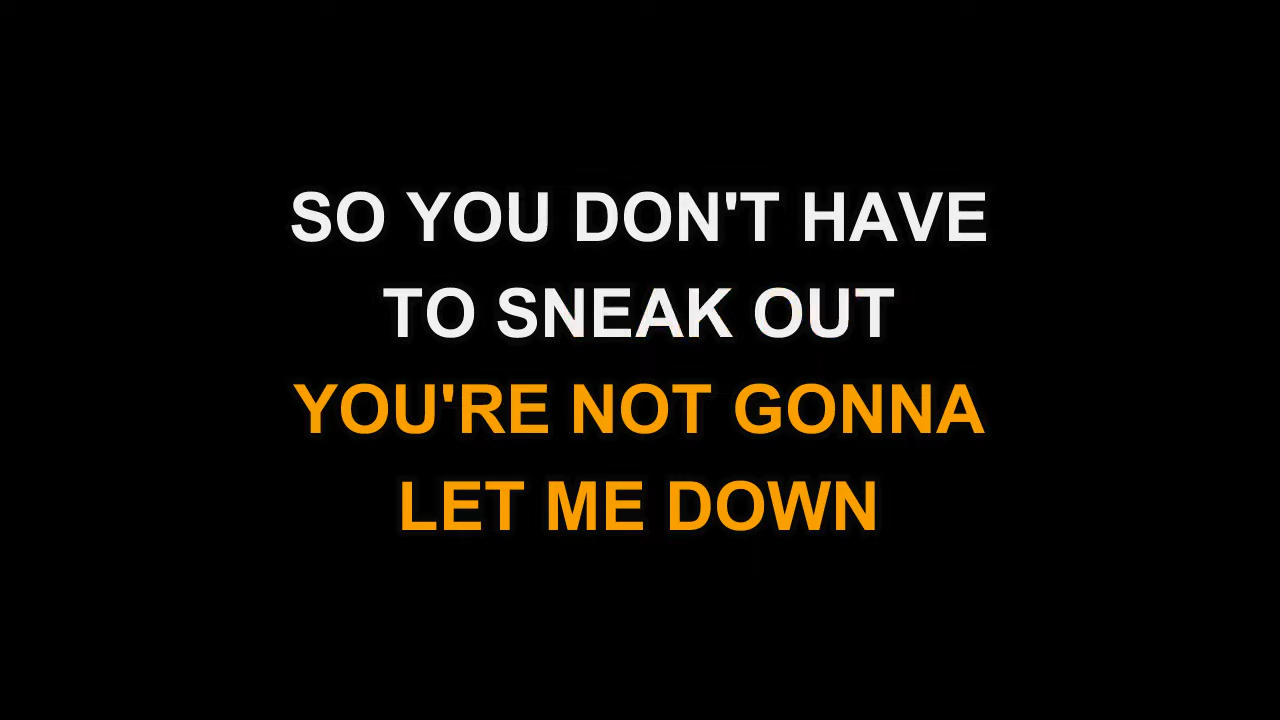 SO YOU DON'T HAVE
TO SNEAK OUT
YOU'RE NOT GONNA
LET ME DOWN